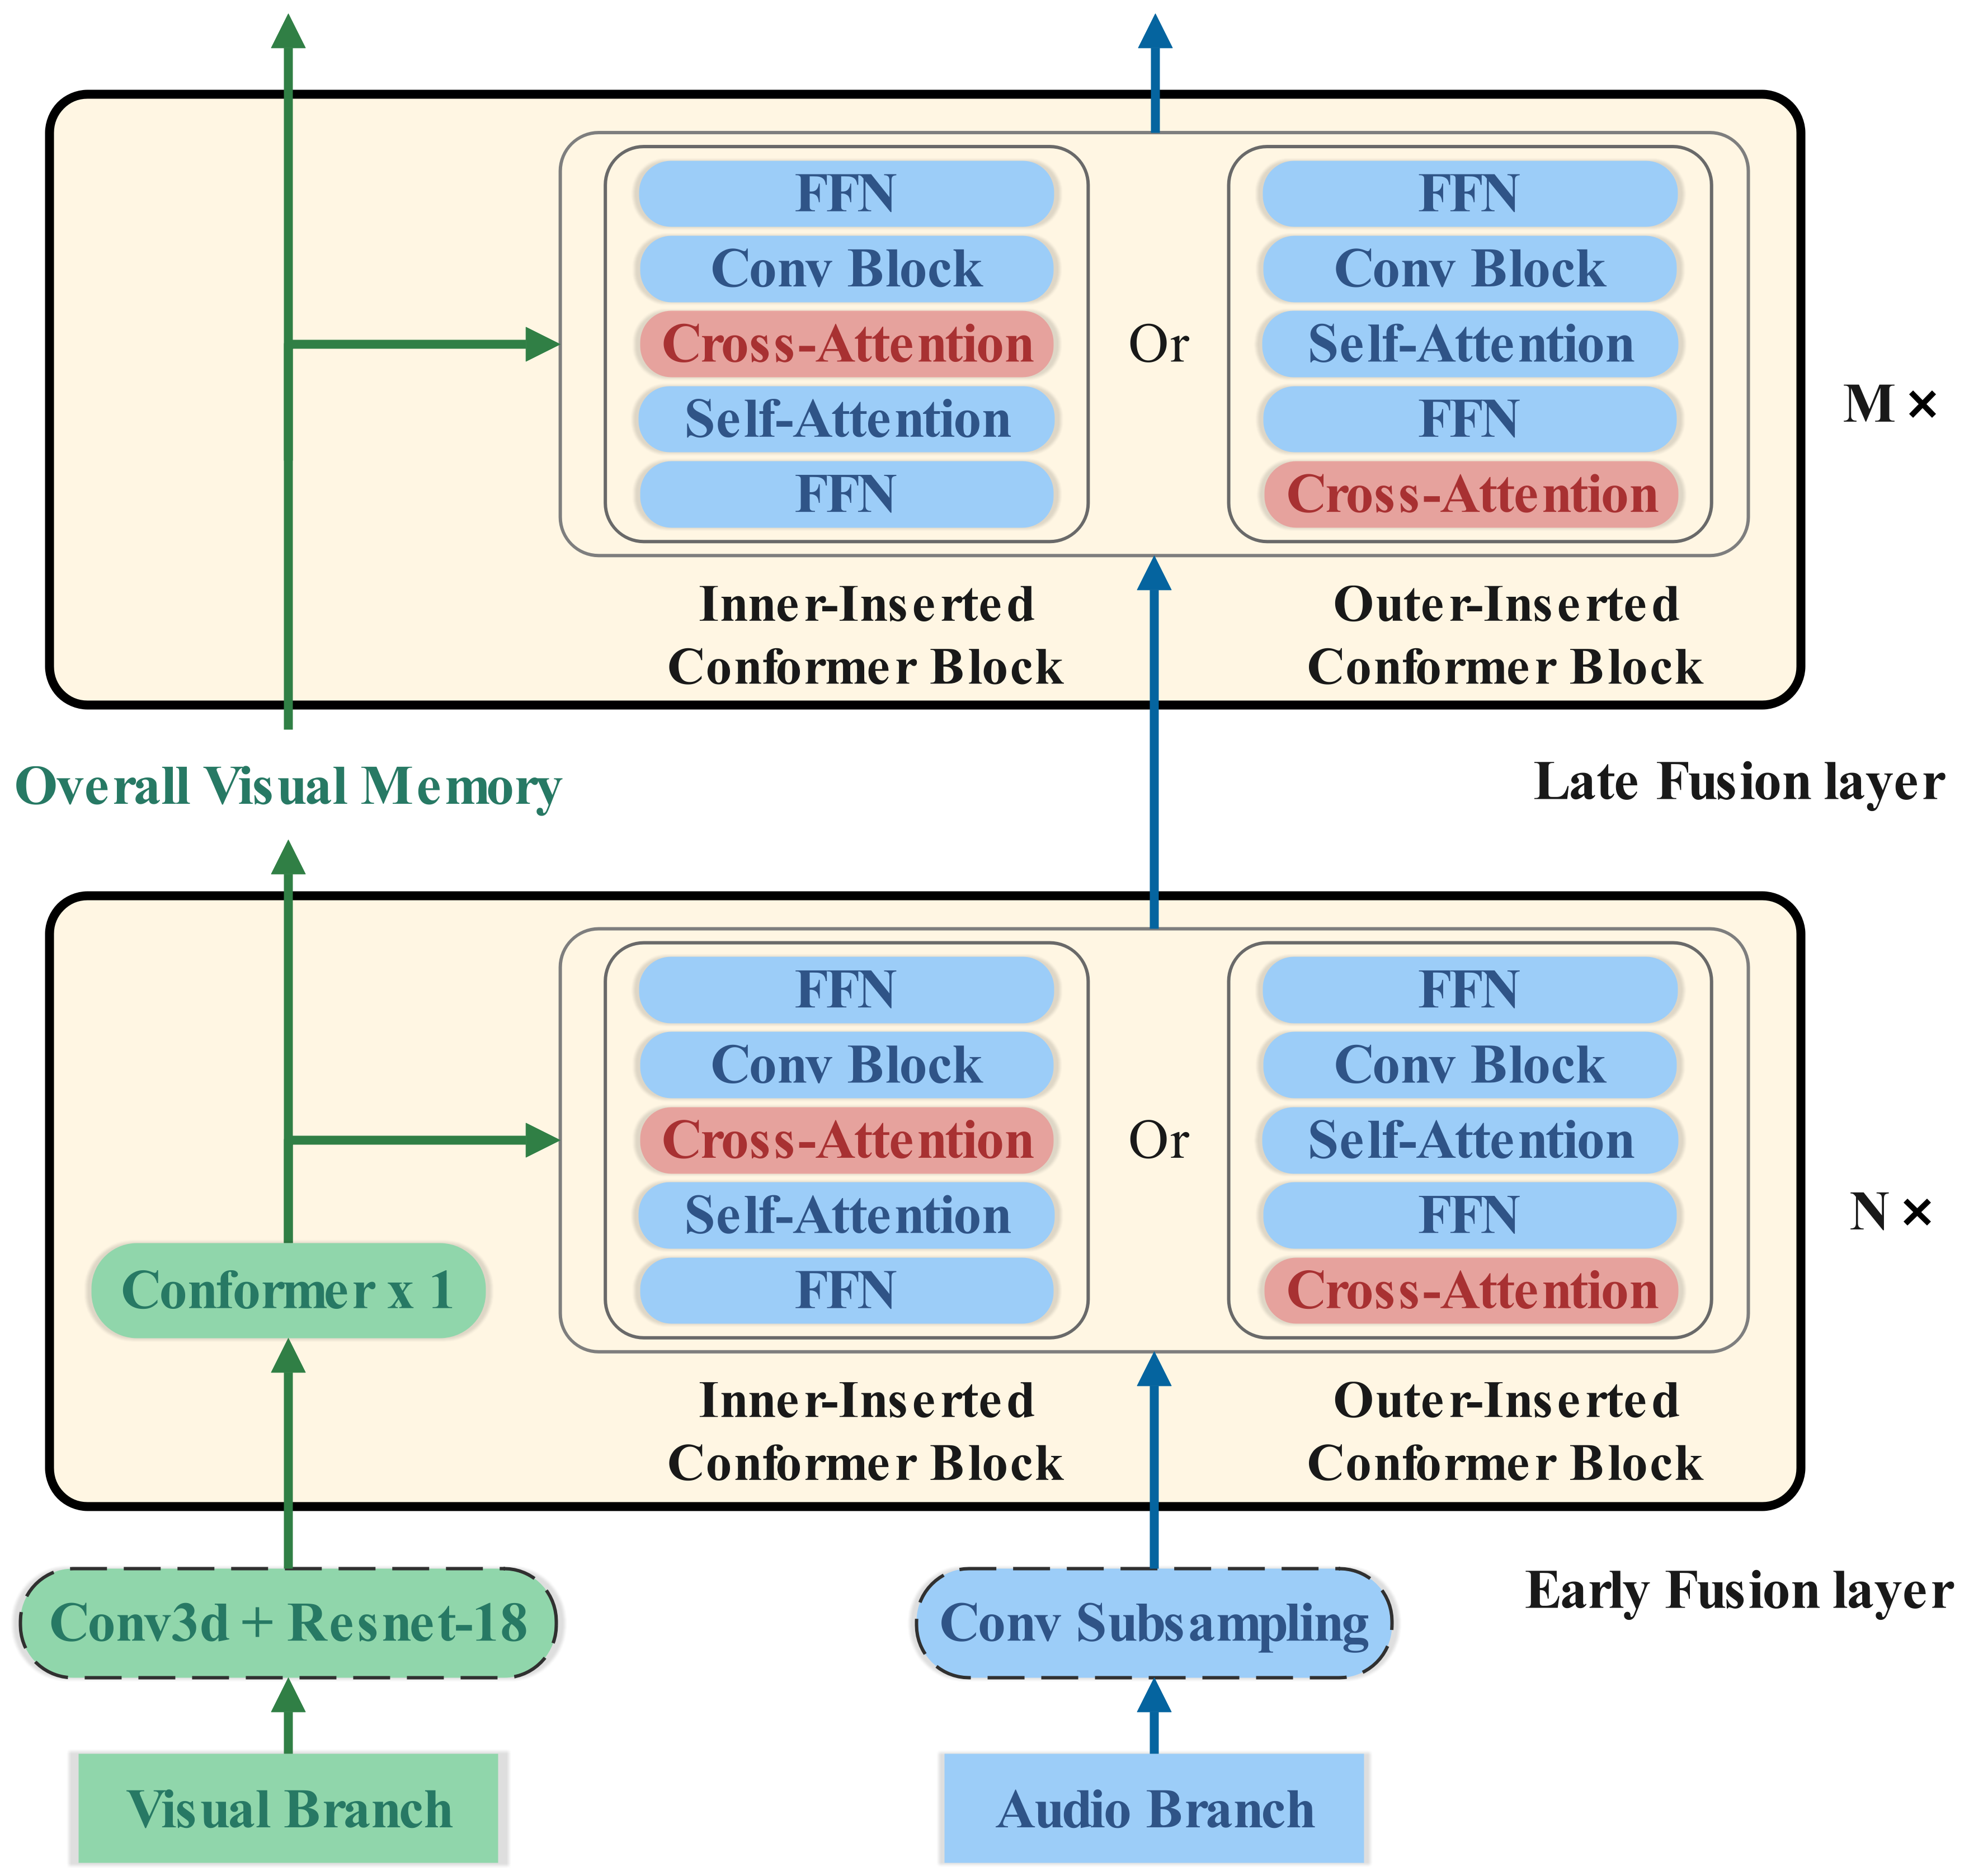 FFN
Conv Block
Cross-Attention
Self-Attention
FFN
Or
FFN
Conv Block
Self-Attention
FFN
Cross-Attention
M ×
Inner-Inserted
Conformer Block
Outer-Inserted
Conformer Block
Overall Visual Memory
Late Fusion layer
FFN
Conv Block
Cross-Attention
Self-Attention
FFN
Or
FFN
Conv Block
Self-Attention
FFN
Cross-Attention
N ×
Conformer x 1
Inner-Inserted
Conformer Block
Outer-Inserted
Conformer Block
Early Fusion layer
Conv3d + Resnet-18
Conv Subsampling
Visual Branch
Audio Branch